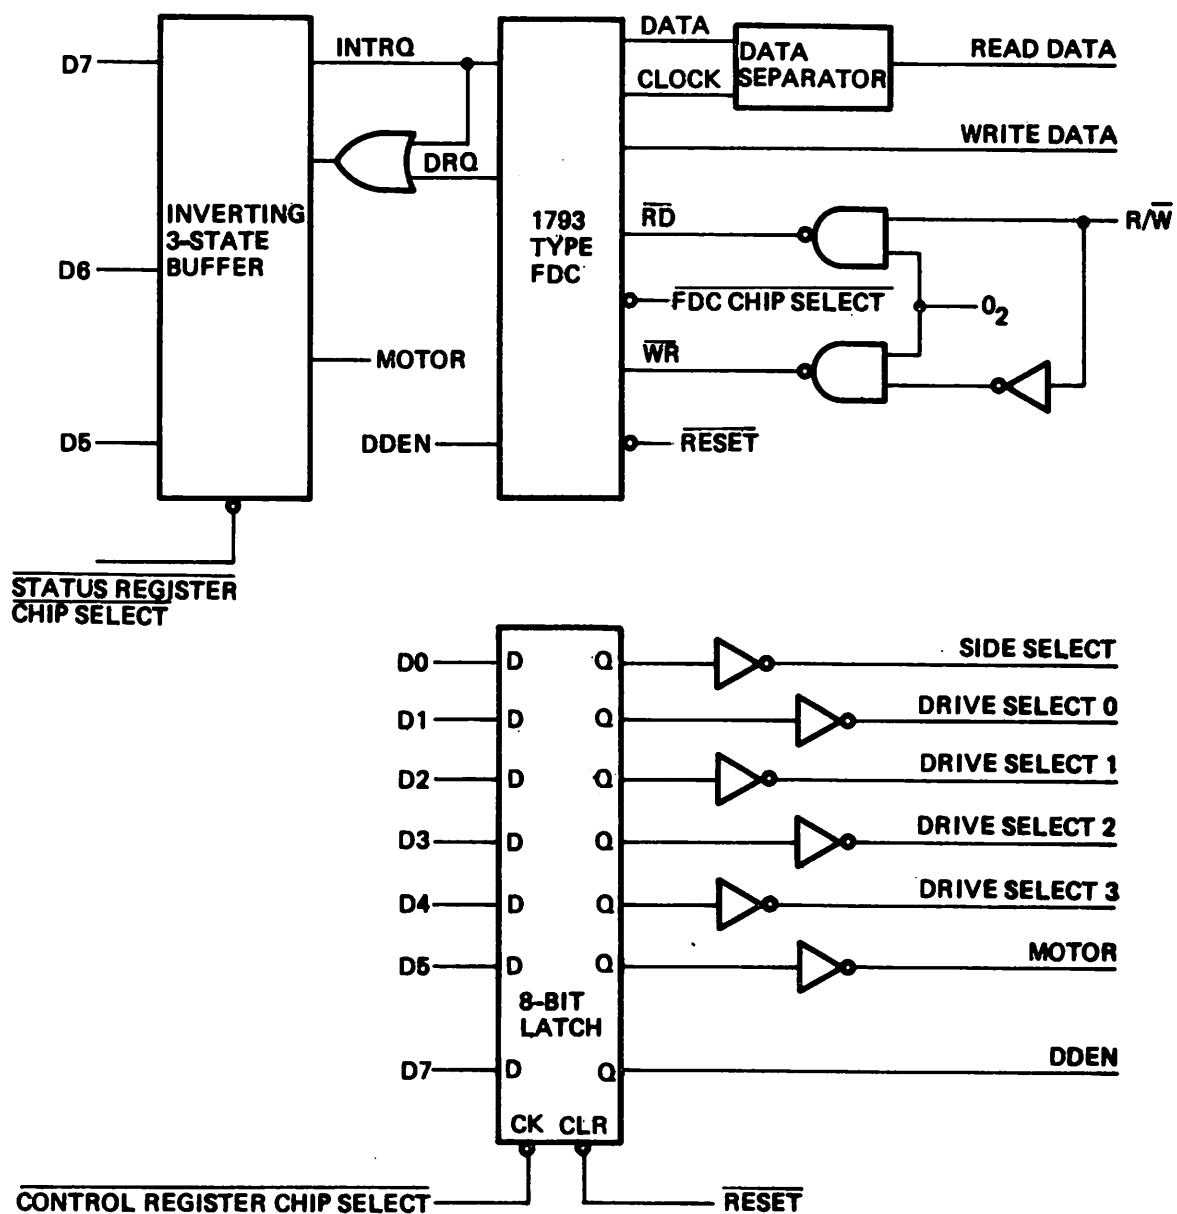 D7
INTRQ
DRQ
INVERTING
3-STATE
BUFFER
D6
MOTOR
D5
STATUS REGISTER
CHIP SELECT
1793
TYPE
FDC
DDEN
DATA
CLOCK
DATA
SEPARATOR
READ DATA
WRITE DATA
RD
R/W
FDC CHIP SELECT
O2
WR
RESET
D0 D Q SIDE SELECT
D1 D Q DRIVE SELECT 0
D2 D Q DRIVE SELECT 1
D3 D Q DRIVE SELECT 2
D4 D Q DRIVE SELECT 3
D5 D Q MOTOR
8-BIT
LATCH
D7 D Q DDEN
CK CLR
CONTROL REGISTER CHIP SELECT
RESET